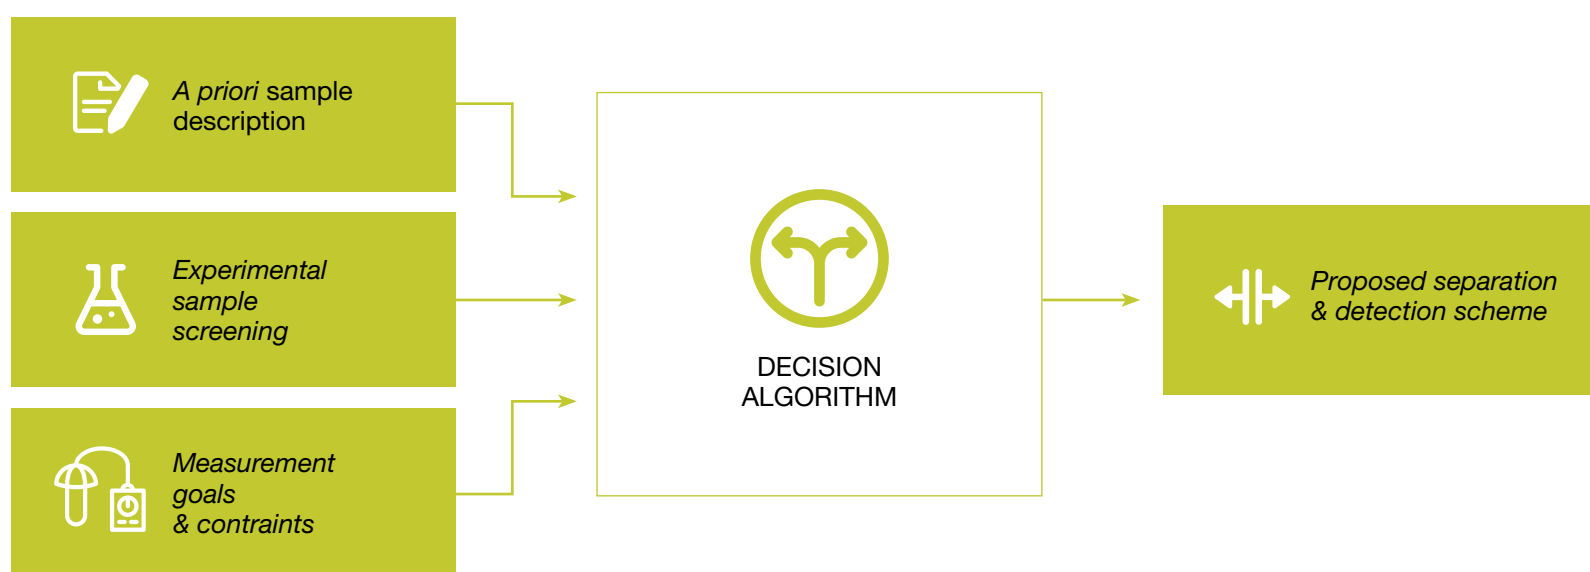 A priori sample
description
Experimental
sample
screening
Measurement
goals
& contraints
DECISION
ALGORITHM
Proposed separation
& detection scheme